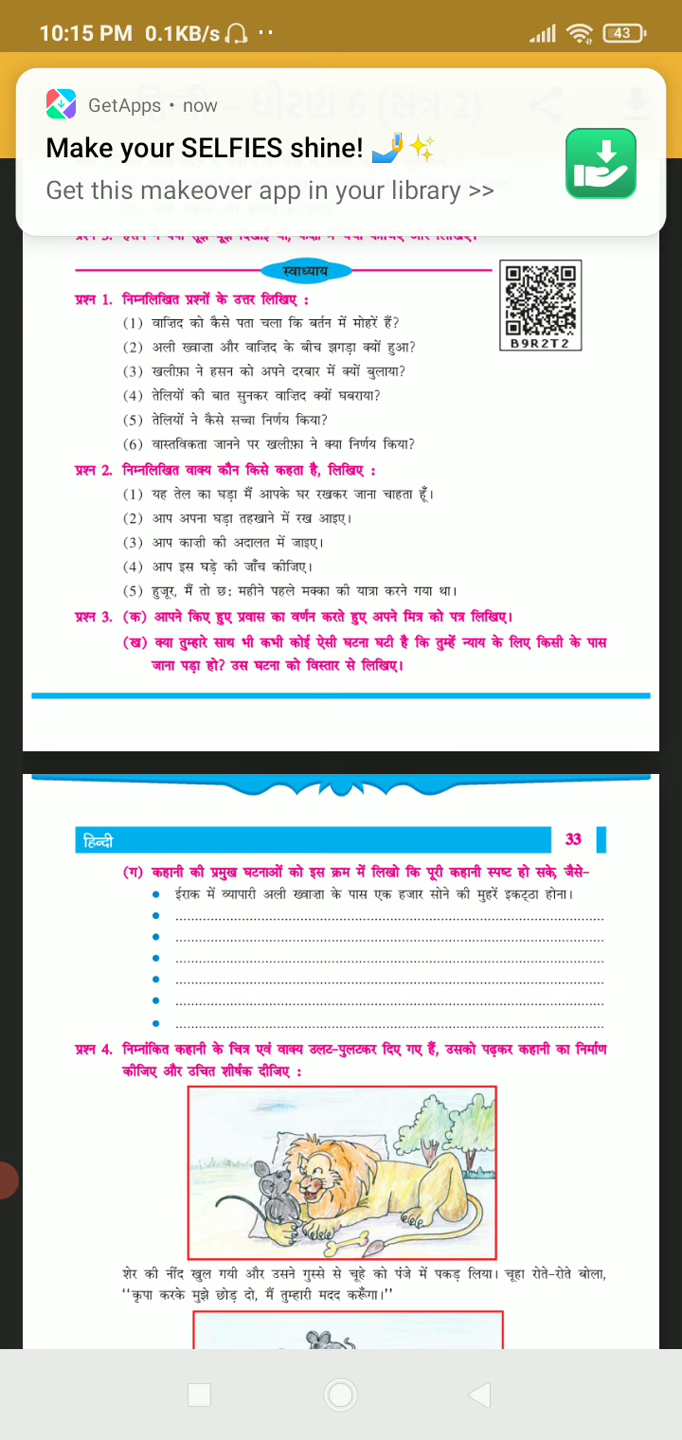 10:15 PM 0.1KB/s
43
GetApps • now
Make your SELFIES shine! 🤳✨
Get this makeover app in your library >>
स्वाध्याय
प्रश्न 1. निम्नलिखित प्रश्नों के उत्तर लिखिए :
(1) वाज़िद को कैसे पता चला कि बर्तन में मोहरें हैं?
(2) अली ख्वाज़ा और वाज़िद के बीच झगड़ा क्यों हुआ?
(3) खलीफ़ा ने हसन को अपने दरबार में क्यों बुलाया?
(4) तेलियों की बात सुनकर वाज़िद क्यों घबराया?
(5) तेलियों ने कैसे सच्चा निर्णय किया?
(6) वास्तविकता जानने पर खलीफ़ा ने क्या निर्णय किया?
B9R2T2
प्रश्न 2. निम्नलिखित वाक्य कौन किसे कहता है, लिखिए :
(1) यह तेल का घड़ा मैं आपके घर रखकर जाना चाहता हूँ।
(2) आप अपना घड़ा तहखाने में रख आइए।
(3) आप काज़ी की अदालत में जाइए।
(4) आप इस घड़े की जाँच कीजिए।
(5) हुजूर, मैं तो छः महीने पहले मक्का की यात्रा करने गया था।
प्रश्न 3. (क) आपने किए हुए प्रवास का वर्णन करते हुए अपने मित्र को पत्र लिखिए।
(ख) क्या तुम्हारे साथ भी कभी कोई ऐसी घटना घटी है कि तुम्हें न्याय के लिए किसी के पास
जाना पड़ा हो? उस घटना को विस्तार से लिखिए।
हिन्दी 33
(ग) कहानी की प्रमुख घटनाओं को इस क्रम में लिखो कि पूरी कहानी स्पष्ट हो सके, जैसे-
• ईराक में व्यापारी अली ख्वाज़ा के पास एक हजार सोने की मुहरें इकट्ठा होना।
प्रश्न 4. निम्नांकित कहानी के चित्र एवं वाक्य उलट-पुलटकर दिए गए हैं, उसको पढ़कर कहानी का निर्माण
कीजिए और उचित शीर्षक दीजिए :
शेर की नींद खुल गयी और उसने गुस्से से चूहे को पंजे में पकड़ लिया। चूहा रोते-रोते बोला,
‘‘कृपा करके मुझे छोड़ दो, मैं तुम्हारी मदद करूँगा।’’